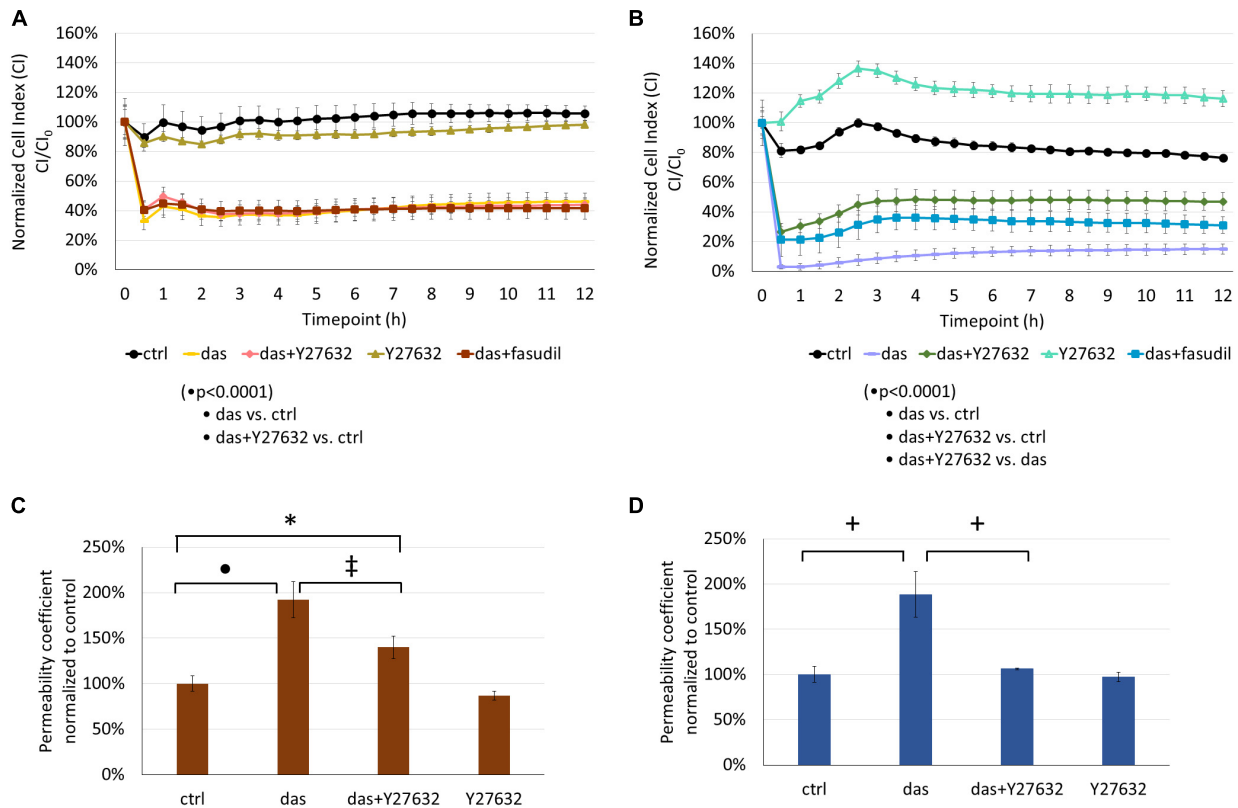 A
Normalized Cell Index (CI)
CI/CI₀
160%
140%
120%
100%
80%
60%
40%
20%
0%
0 1 2 3 4 5 6 7 8 9 10 11 12
Timepoint (h)
ctrl das das+Y27632 Y27632 das+fasudil
(•p<0.0001)
• das vs. ctrl
• das+Y27632 vs. ctrl
B
Normalized Cell Index (CI)
CI/CI₀
160%
140%
120%
100%
80%
60%
40%
20%
0%
0 1 2 3 4 5 6 7 8 9 10 11 12
Timepoint (h)
ctrl das das+Y27632 Y27632 das+fasudil
(•p<0.0001)
• das vs. ctrl
• das+Y27632 vs. ctrl
• das+Y27632 vs. das
C
Permeability coefficient
normalized to control
250%
200%
150%
100%
50%
0%
*
•
‡
ctrl das das+Y27632 Y27632
D
Permeability coefficient
normalized to control
250%
200%
150%
100%
50%
0%
+ +
ctrl das das+Y27632 Y27632